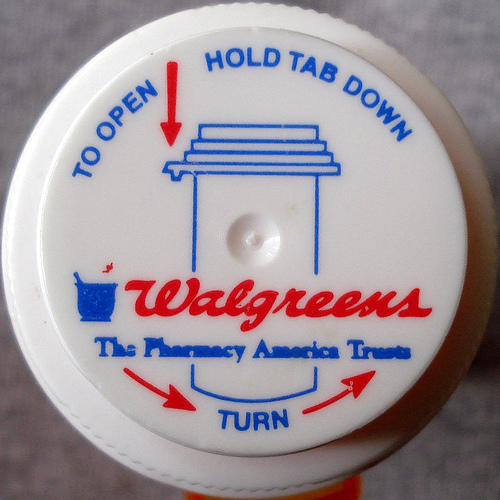 TO OPEN
HOLD TAB DOWN
Walgreens
The Pharmacy America Trusts
TURN